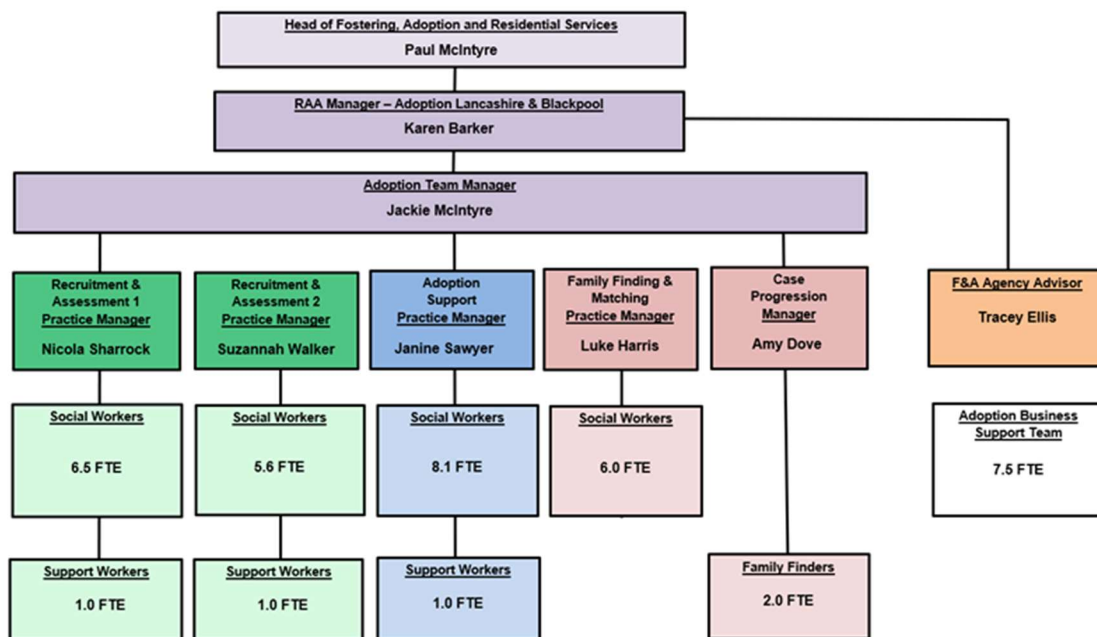 Head of Fostering, Adoption and Residential Services
Paul McIntyre
RAA Manager – Adoption Lancashire & Blackpool
Karen Barker
Adoption Team Manager
Jackie McIntyre
Recruitment &
Assessment 1
Practice Manager
Nicola Sharrock
Recruitment &
Assessment 2
Practice Manager
Suzannah Walker
Adoption
Support
Practice Manager
Janine Sawyer
Family Finding &
Matching
Practice Manager
Luke Harris
Case
Progression
Manager
Amy Dove
F&A Agency Advisor
Tracey Ellis
Social Workers
6.5 FTE
Social Workers
5.6 FTE
Social Workers
8.1 FTE
Social Workers
6.0 FTE
Adoption Business
Support Team
7.5 FTE
Support Workers
1.0 FTE
Support Workers
1.0 FTE
Support Workers
1.0 FTE
Family Finders
2.0 FTE